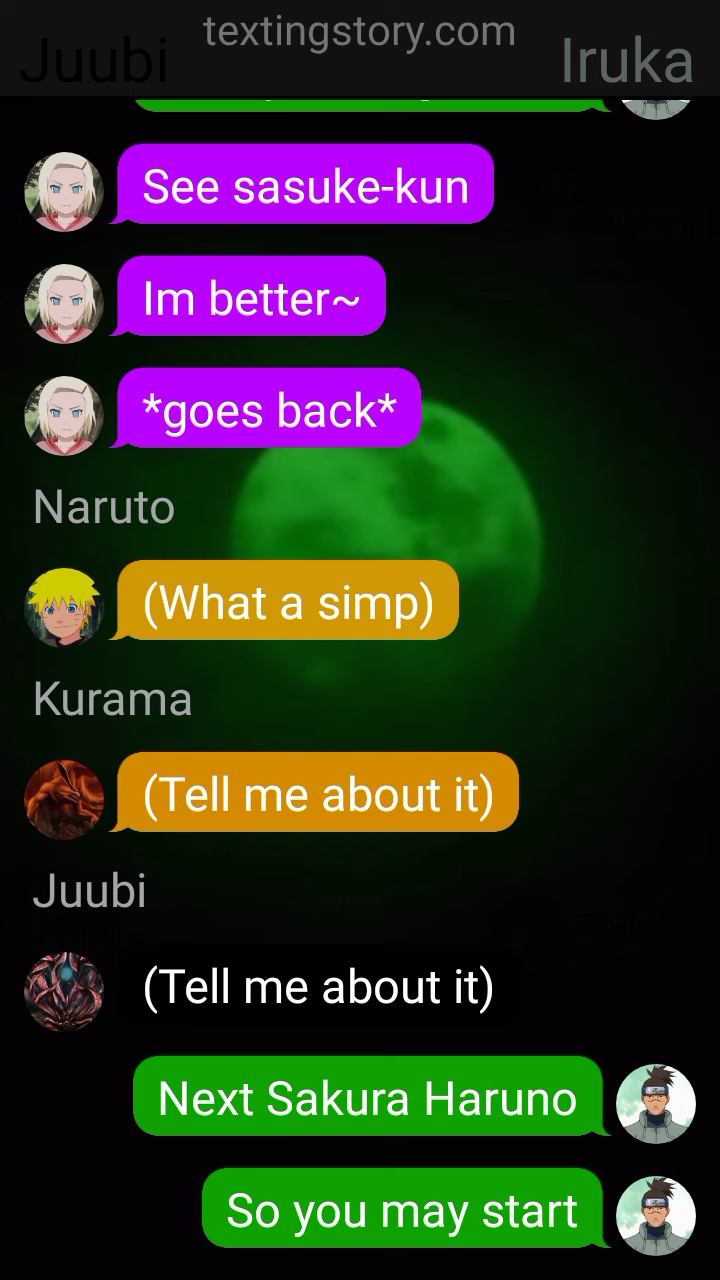 textingstory.com
Juubi
Iruka
See sasuke-kun
Im better~
*goes back*
Naruto
(What a simp)
Kurama
(Tell me about it)
Juubi
(Tell me about it)
Next Sakura Haruno
So you may start